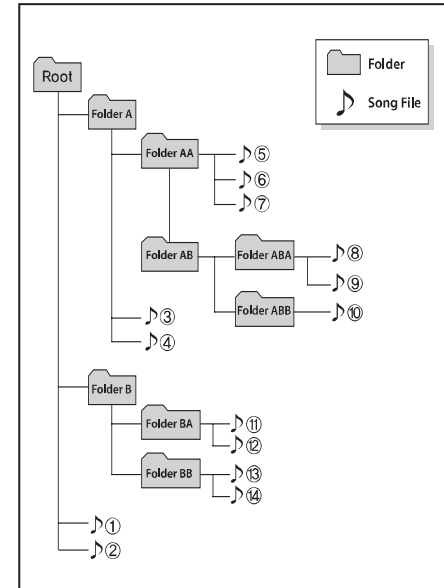 Root
Folder
Song File
Folder A
Folder AA
⑤
⑥
⑦
Folder AB
Folder ABA
⑧
⑨
Folder ABB
⑩
③
④
Folder B
Folder BA
⑪
⑫
Folder BB
⑬
⑭
①
②